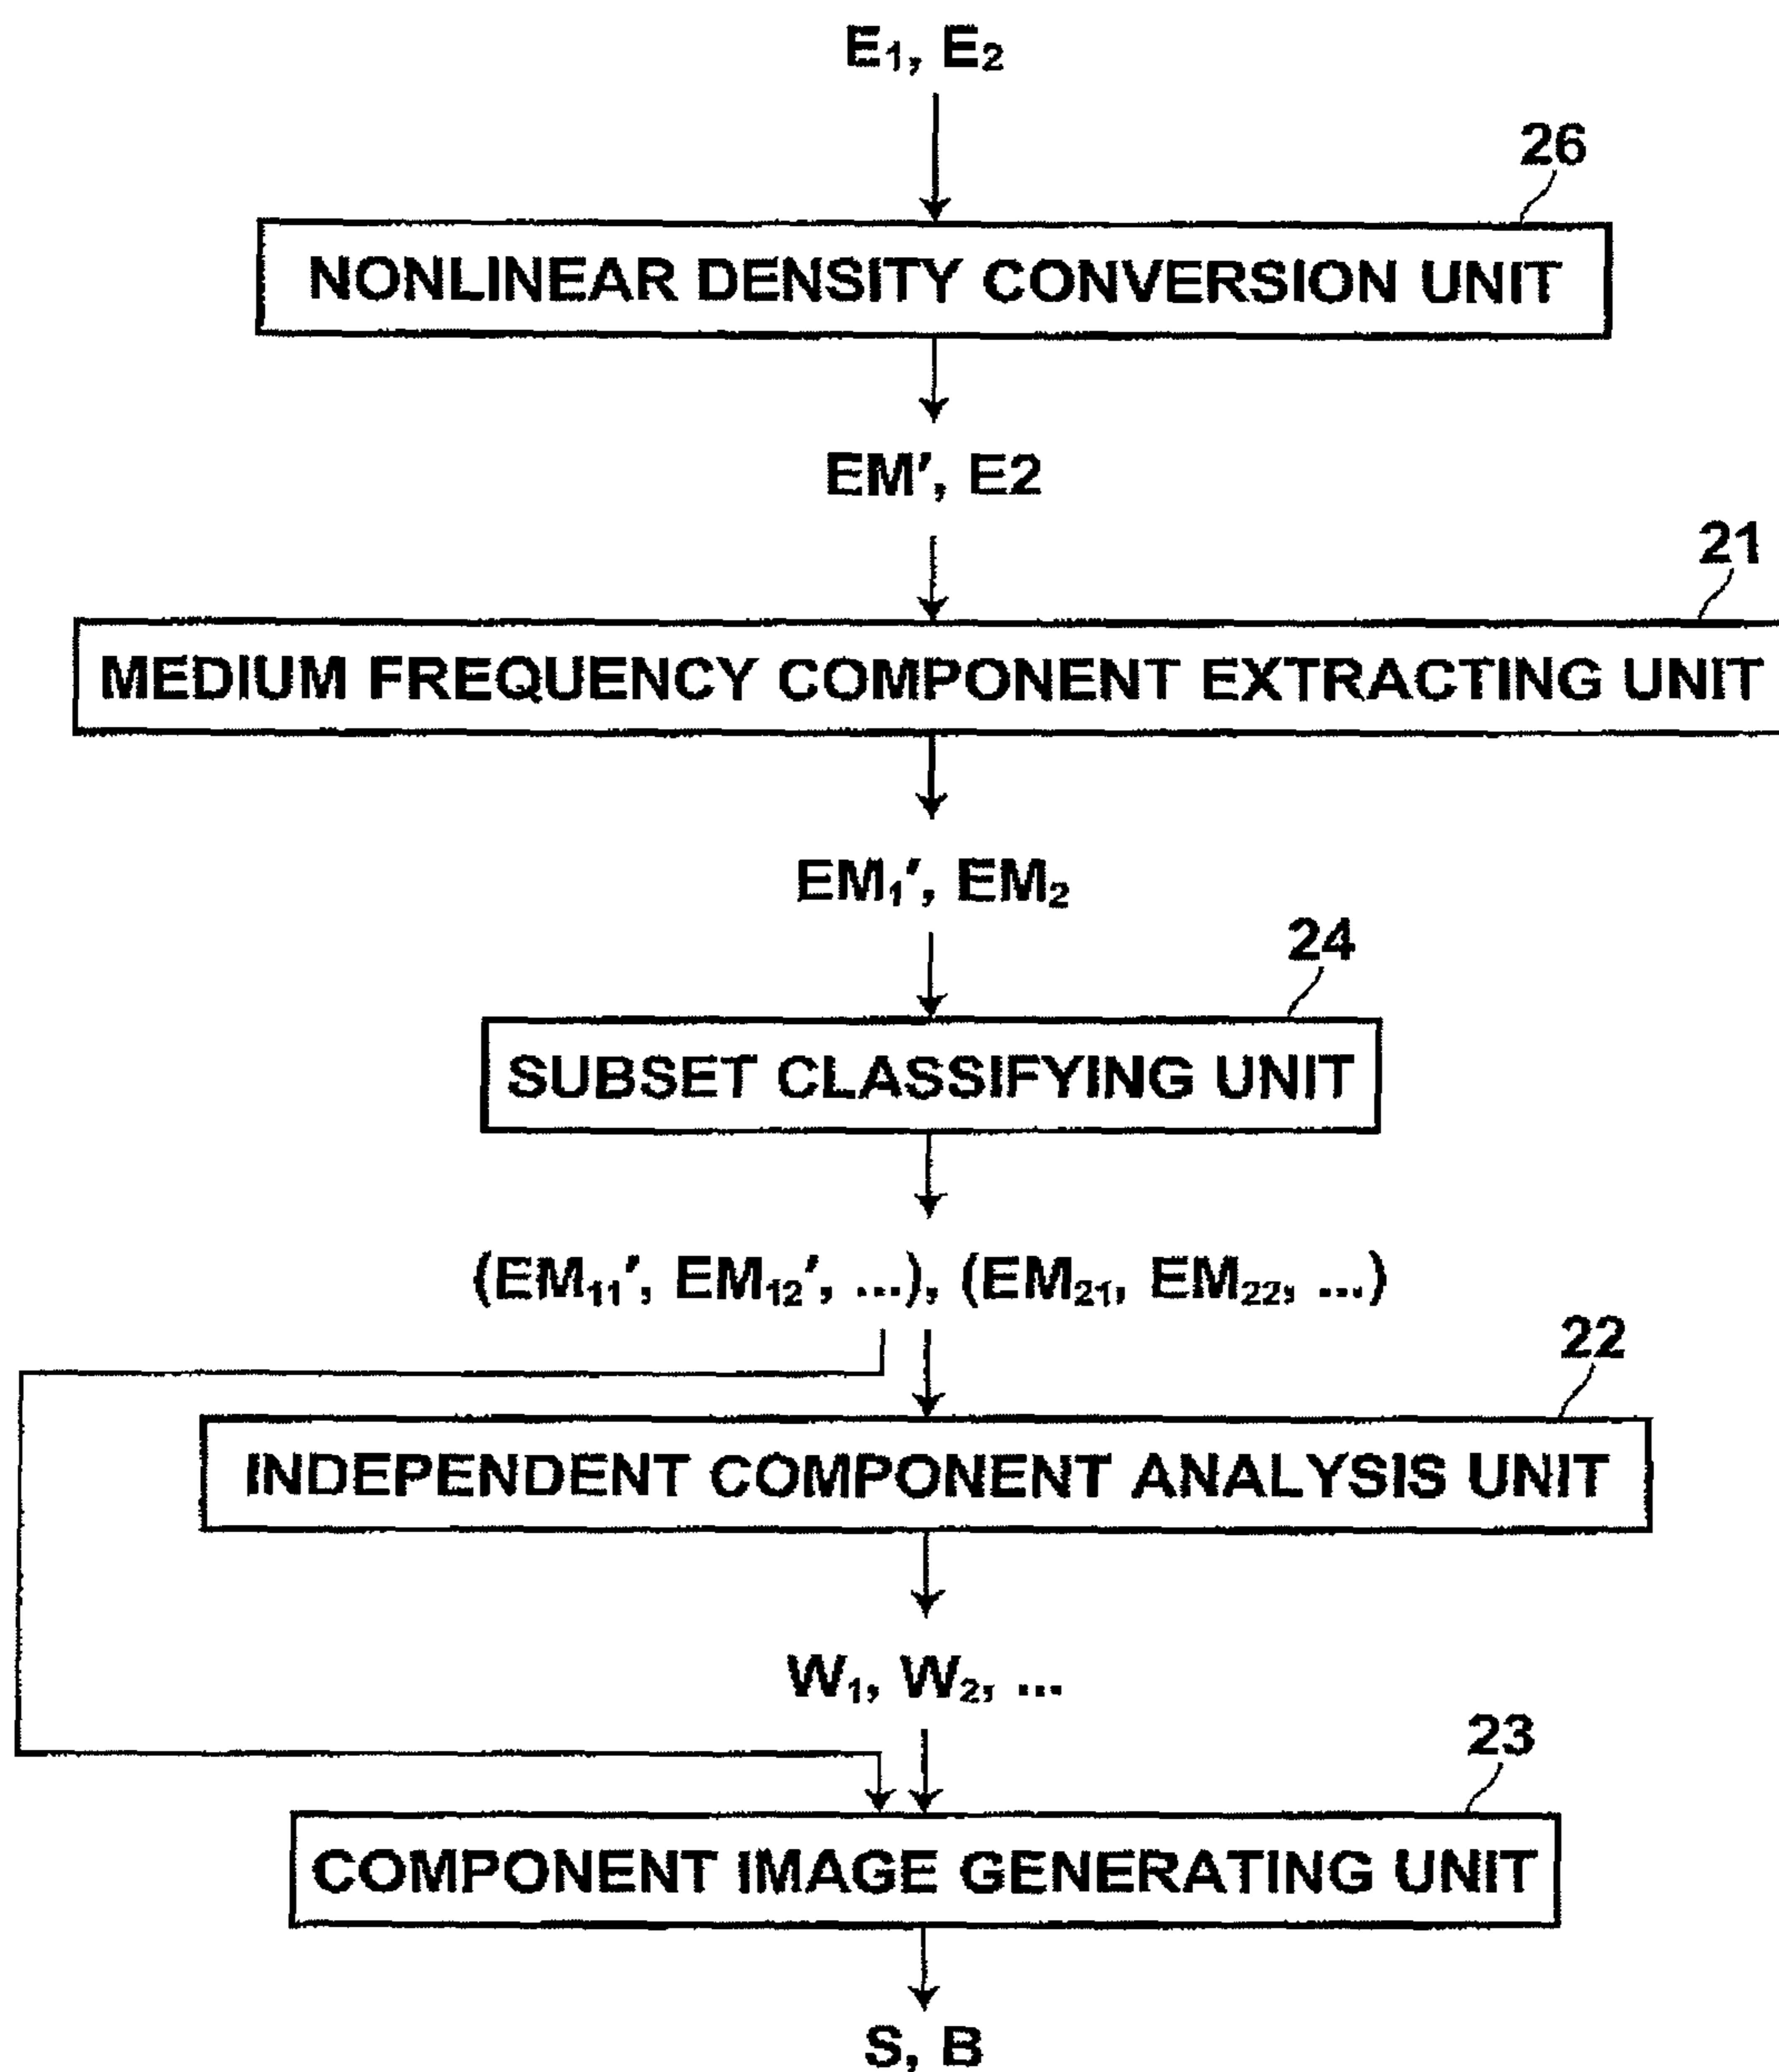 E₁, E₂
26
NONLINEAR DENSITY CONVERSION UNIT
EM′, E2
21
MEDIUM FREQUENCY COMPONENT EXTRACTING UNIT
EM₁′, EM₂
24
SUBSET CLASSIFYING UNIT
(EM₁₁′, EM₁₂′, ...), (EM₂₁, EM₂₂, ...)
22
INDEPENDENT COMPONENT ANALYSIS UNIT
W₁, W₂, ...
23
COMPONENT IMAGE GENERATING UNIT
S, B